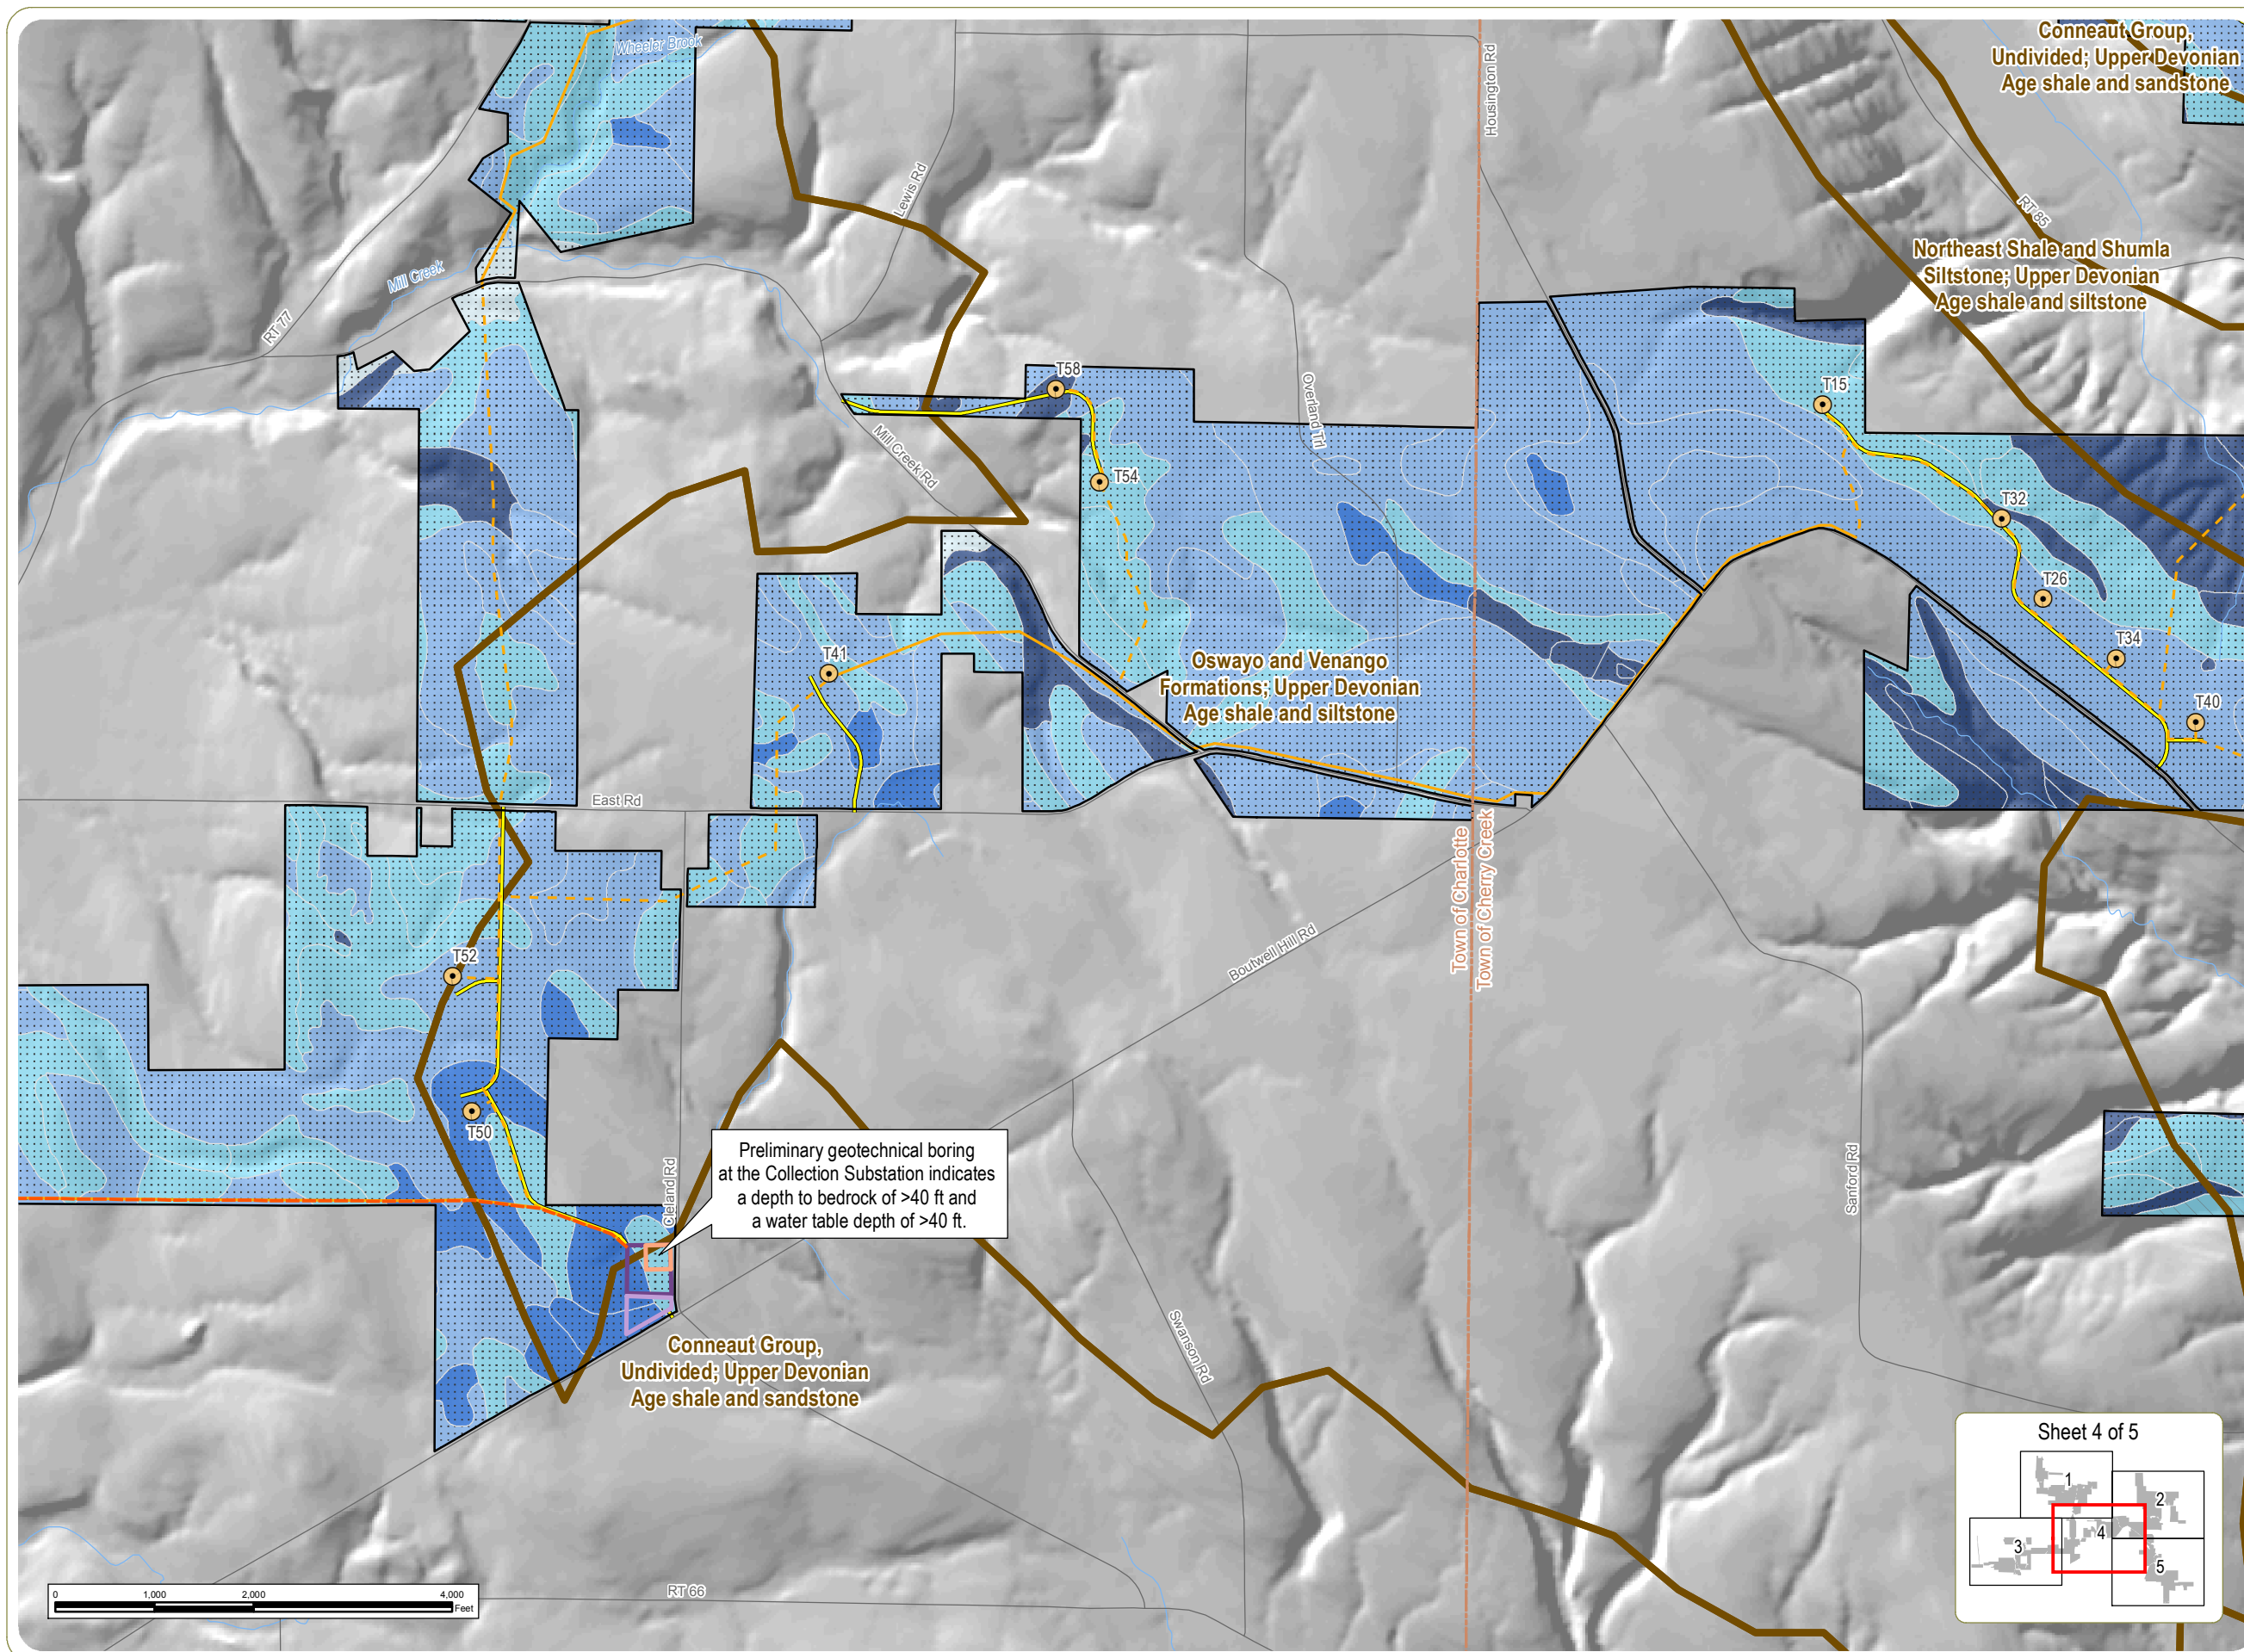 Wheeler Brook
Housington Rd
Conneaut Group,
Undivided; Upper Devonian
Age shale and sandstone
RT 85
Lewis Rd
Northeast Shale and Shumla
Siltstone; Upper Devonian
Age shale and siltstone
Mill Creek
RT 77
T58
T15
Overland Trl
Mill Creek Rd
T54
T32
T26
T41
T34
Oswayo and Venango
Formations; Upper Devonian
Age shale and siltstone
T40
East Rd
Town of Charlotte
Town of Cherry Creek
T52
Boutwell Hill Rd
T50
Preliminary geotechnical boring
at the Collection Substation indicates
a depth to bedrock of >40 ft and
a water table depth of >40 ft.
Cleland Rd
Sanford Rd
Swanson Rd
Conneaut Group,
Undivided; Upper Devonian
Age shale and sandstone
Sheet 4 of 5
1
2
3
4
5
RT 66
0 1,000 2,000 4,000
Feet